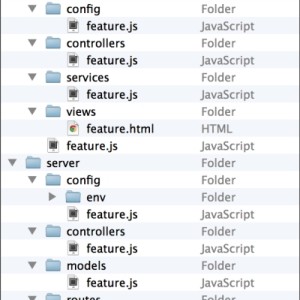 config Folder
feature.js JavaScript
controllers Folder
feature.js JavaScript
services Folder
feature.js JavaScript
views Folder
feature.html HTML
feature.js JavaScript
server Folder
config Folder
env Folder
feature.js JavaScript
controllers Folder
feature.js JavaScript
models Folder
feature.js JavaScript
routes Folder